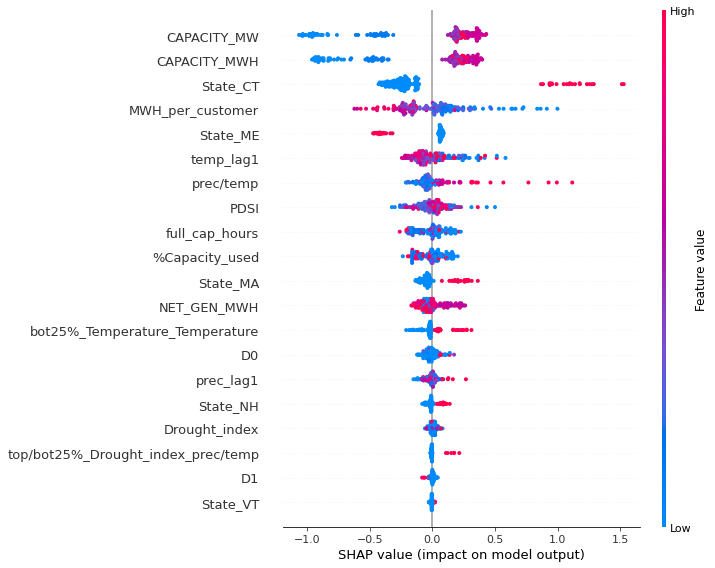 High
CAPACITY_MW
CAPACITY_MWH
State_CT
MWH_per_customer
State_ME
temp_lag1
prec/temp
PDSI
full_cap_hours
%Capacity_used
State_MA
NET_GEN_MWH
bot25%_Temperature_Temperature
D0
prec_lag1
State_NH
Drought_index
top/bot25%_Drought_index_prec/temp
D1
State_VT
Feature value
Low
−1.0 −0.5 0.0 0.5 1.0 1.5
SHAP value (impact on model output)